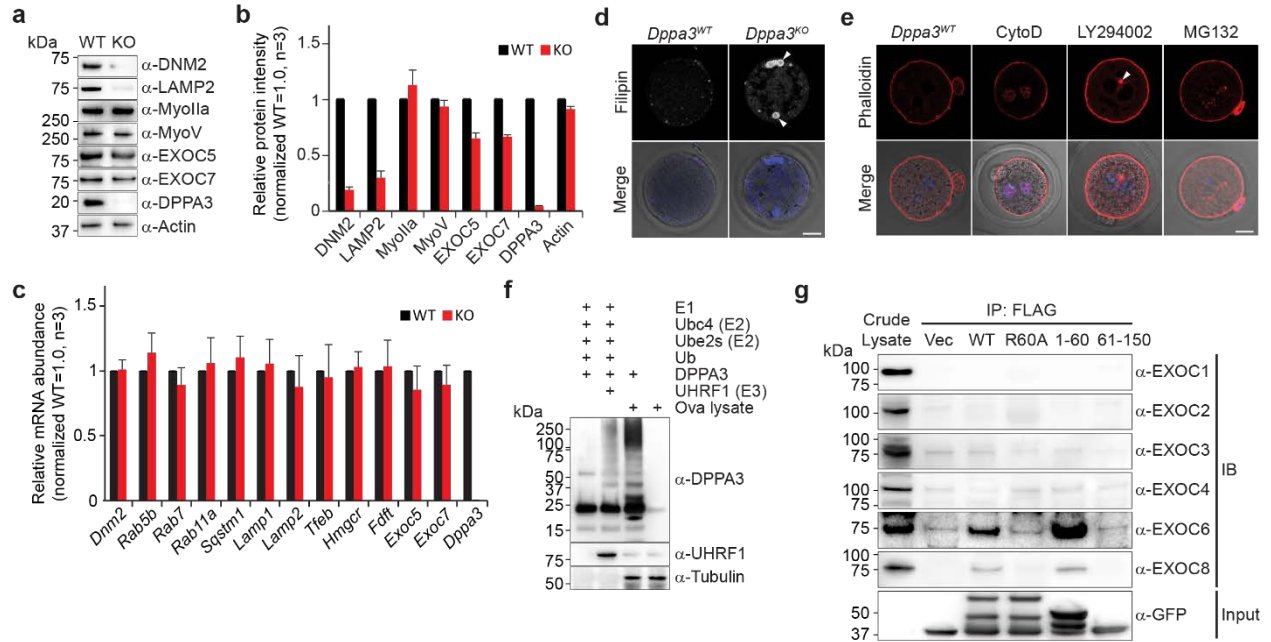 a
kDa
WT KO
75
α-DNM2
75
α-LAMP2
α-MyoIIa
250
250
α-MyoV
75
α-EXOC5
75
α-EXOC7
20
α-DPPA3
37
α-Actin
b
Relative protein intensity
(normalized WT=1.0, n=3)
1.5
1
0.5
0
WT KO
DNM2 LAMP2 MyoIIa MyoV EXOC5 EXOC7 DPPA3 Actin
c
Relative mRNA abundance
(normalized WT=1.0, n=3)
1.5
1
0.5
0
WT KO
Dnm2 Rab5b Rab7 Rab11a Sqstm1 Lamp1 Lamp2 Tfeb Hmgcr Fdft Exoc5 Exoc7 Dppa3
d
Dppa3WT Dppa3KO
Filipin
Merge
e
Dppa3WT CytoD LY294002 MG132
Phalloidin
Merge
f
+ + E1
+ + Ubc4 (E2)
+ + Ube2s (E2)
+ + Ub
+ + + DPPA3
+ UHRF1 (E3)
+ + Ova lysate
kDa
250
100
75
50
37
25
15
α-DPPA3
75
α-UHRF1
50
α-Tubulin
g
IP: FLAG
Crude
Lysate
Vec WT R60A 1-60 61-150
kDa
100
75
α-EXOC1
100
α-EXOC2
100
75
α-EXOC3
100
75
α-EXOC4
75
α-EXOC6
100
75
α-EXOC8
IB
50
37
α-GFP
Input